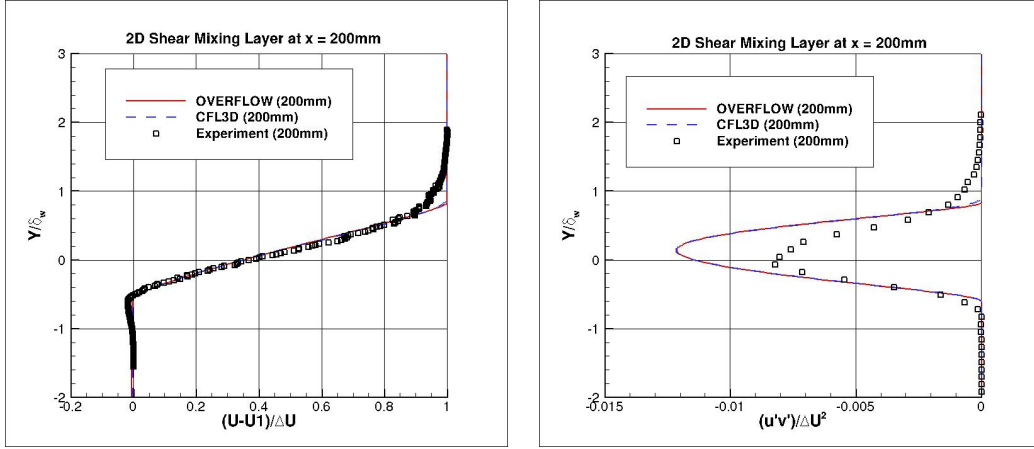 2D Shear Mixing Layer at x = 200mm
3
2
1
0
-1
-2
Y/δw
OVERFLOW (200mm)
CFL3D (200mm)
Experiment (200mm)
-0.2 0 0.2 0.4 0.6 0.8 1
(U-U1)/ΔU
2D Shear Mixing Layer at x = 200mm
3
2
1
0
-1
-2
Y/δw
OVERFLOW (200mm)
CFL3D (200mm)
Experiment (200mm)
-0.015 -0.01 -0.005 0
(u'v')/ΔU²